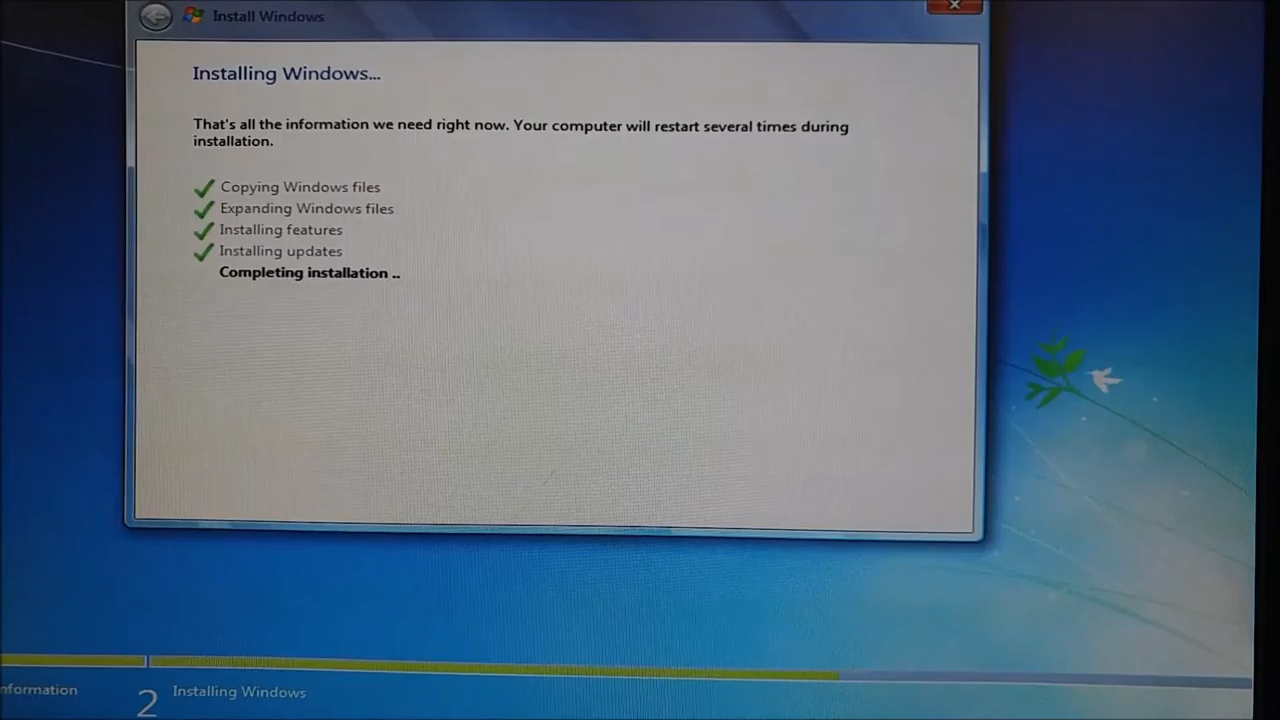 Install Windows
Installing Windows...
That's all the information we need right now. Your computer will restart several times during
installation.
Copying Windows files
Expanding Windows files
Installing features
Installing updates
Completing installation ..
nformation
2 Installing Windows